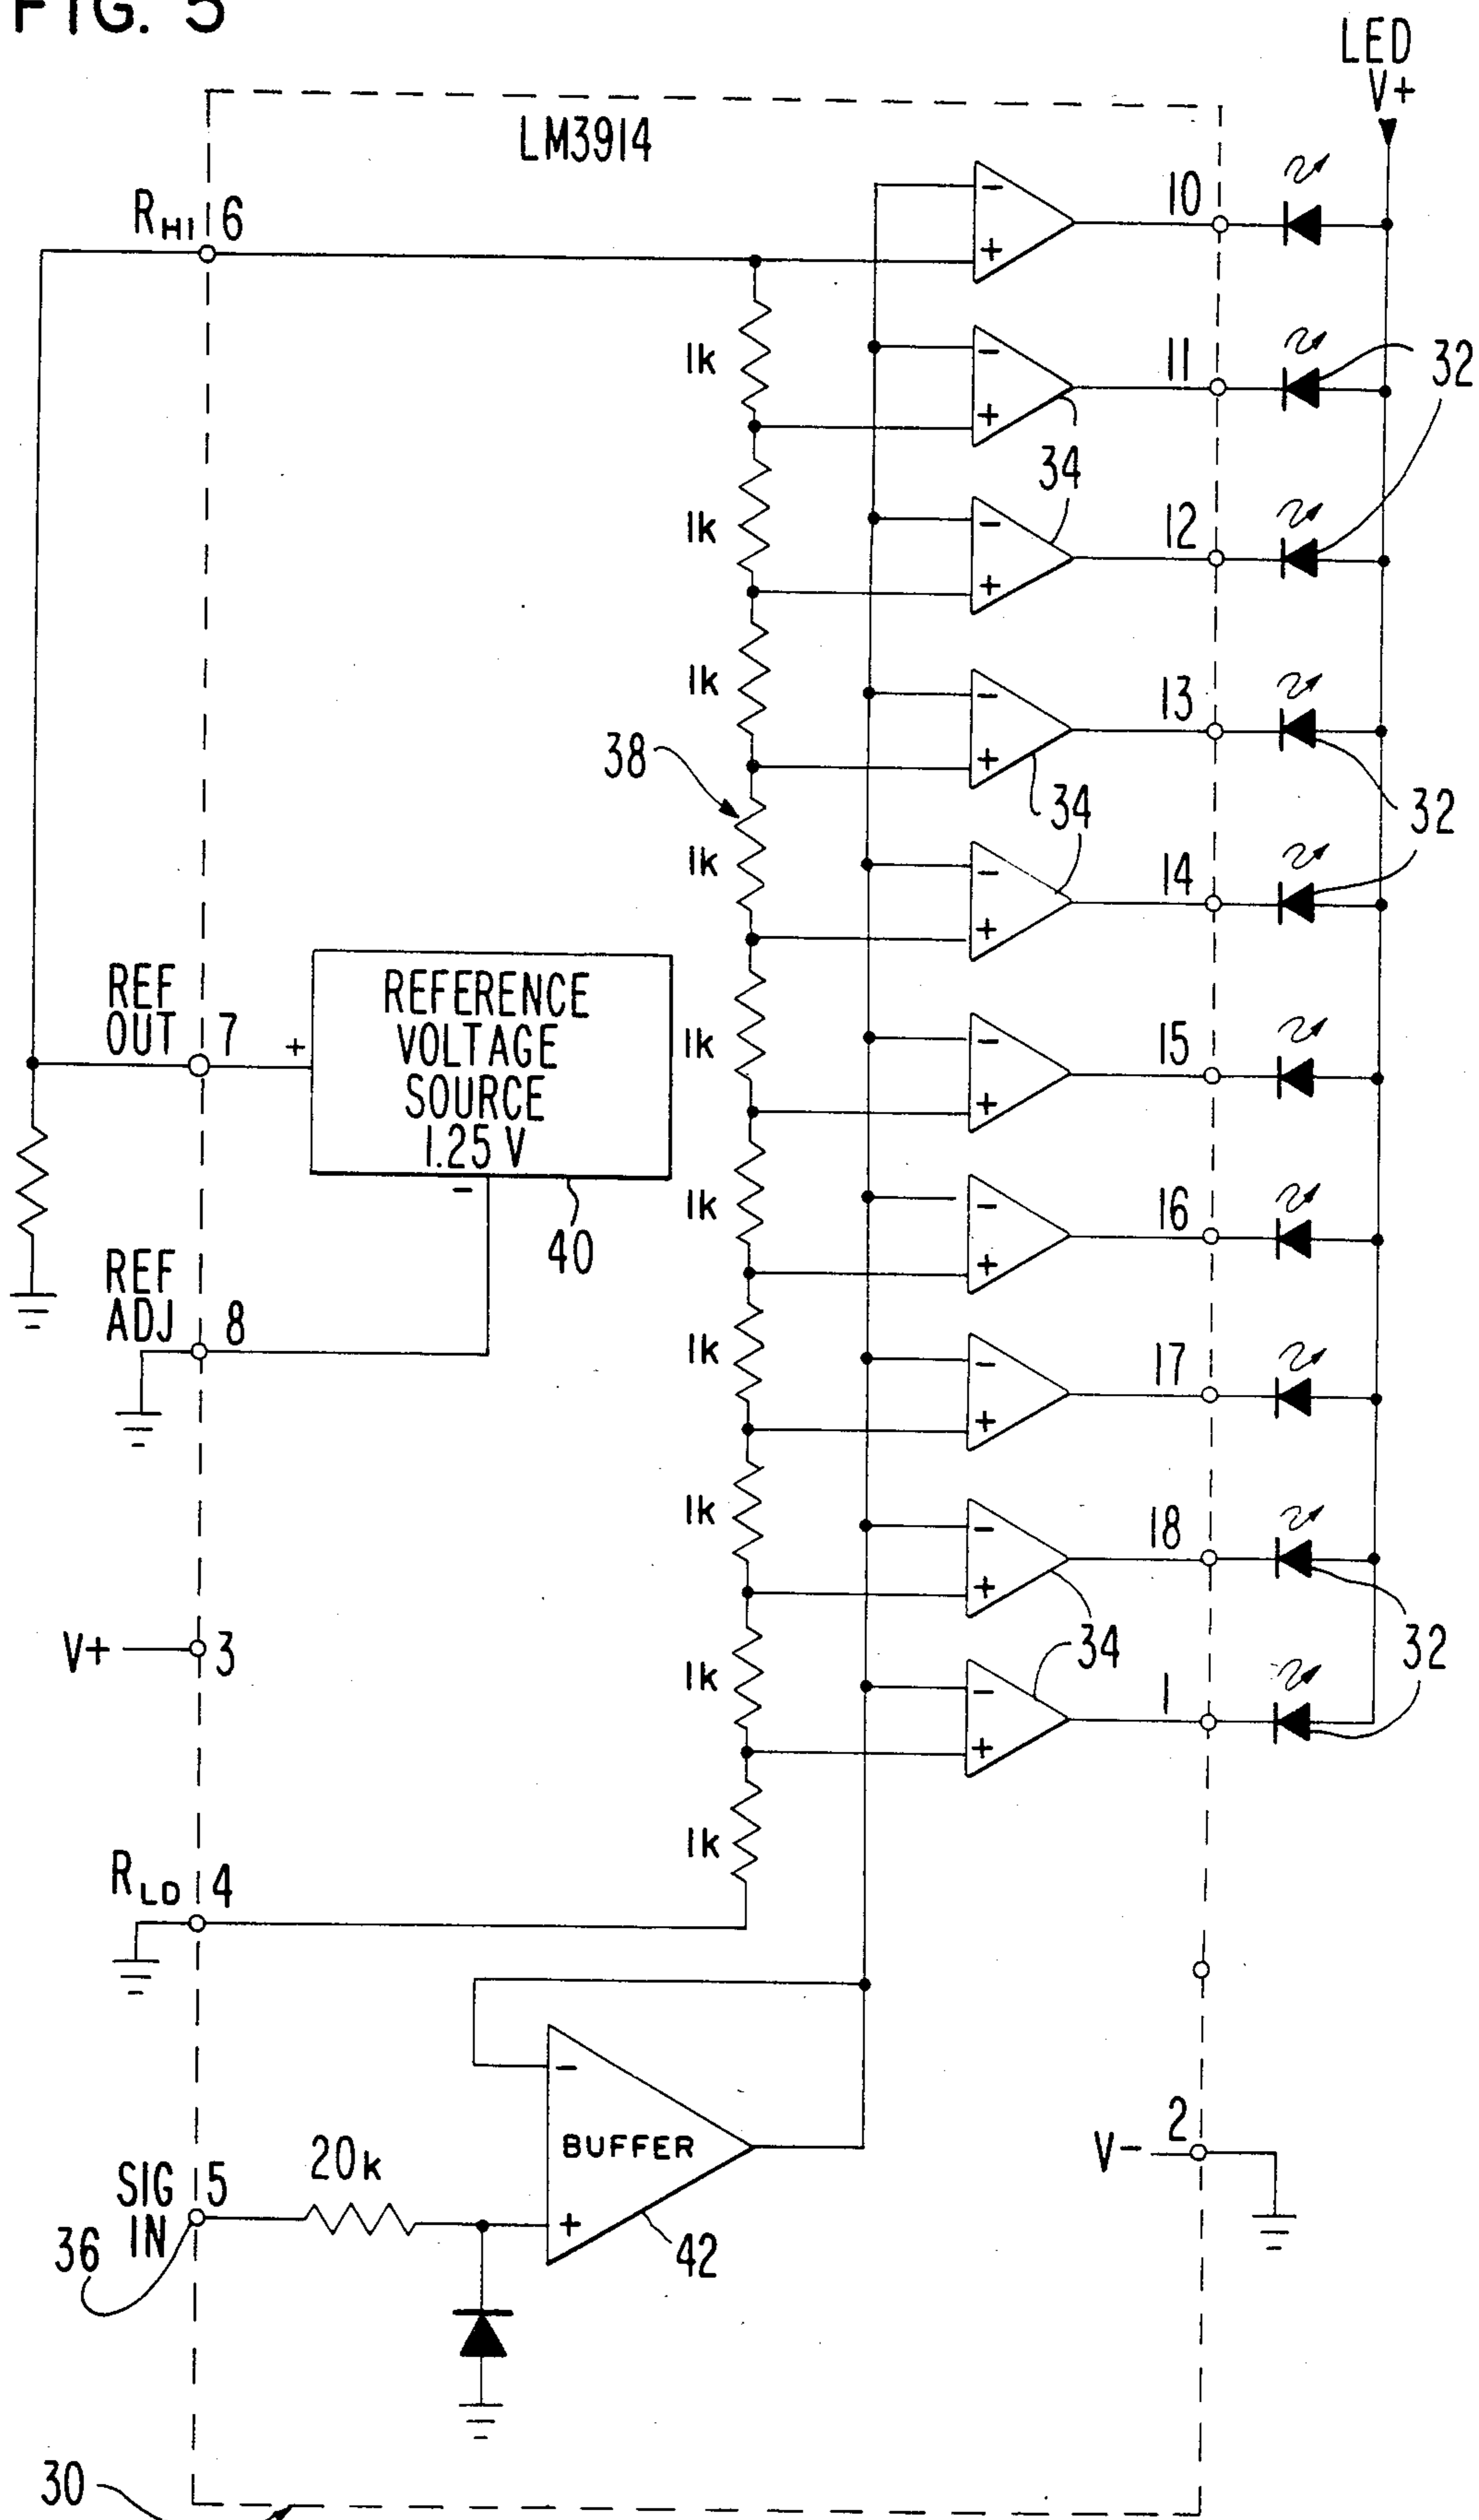 FIG. 5
LED
V+
LM3914
RHI 6
10
11
12
13
14
15
16
17
18
1
1k
1k
1k
1k
1k
1k
1k
1k
1k
1k
- +
- +
- +
- +
- +
- +
- +
- +
- +
- +
32
32
32
34
34
34
38
REF
OUT 7
+
REFERENCE
VOLTAGE
SOURCE
1.25 V
-
40
REF
ADJ 8
V+ 3
RLO 4
-
BUFFER
+
42
20k
SIG 5
IN
36
V- 2
30